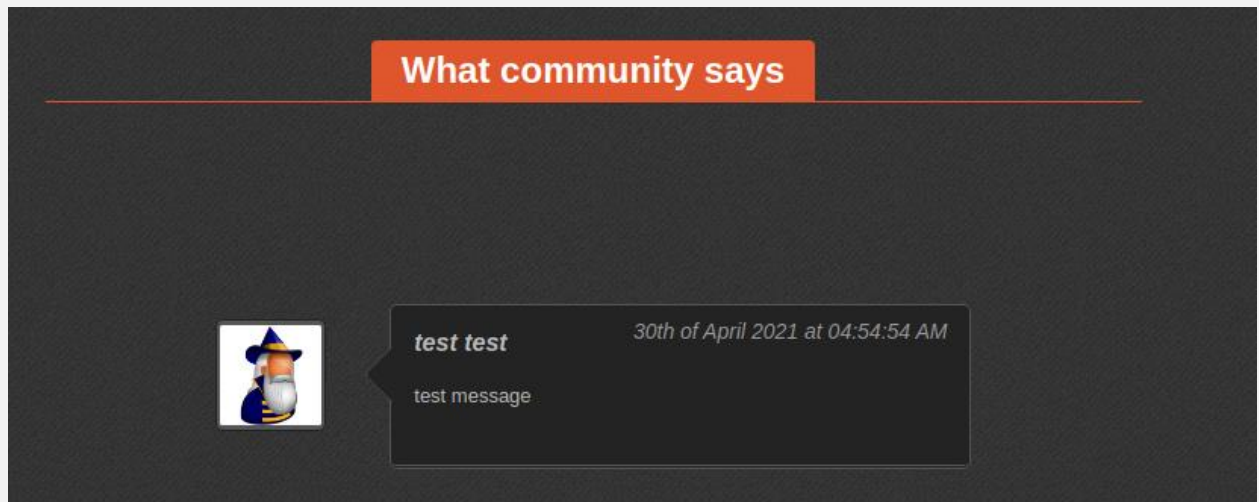 What community says
test test
30th of April 2021 at 04:54:54 AM
test message